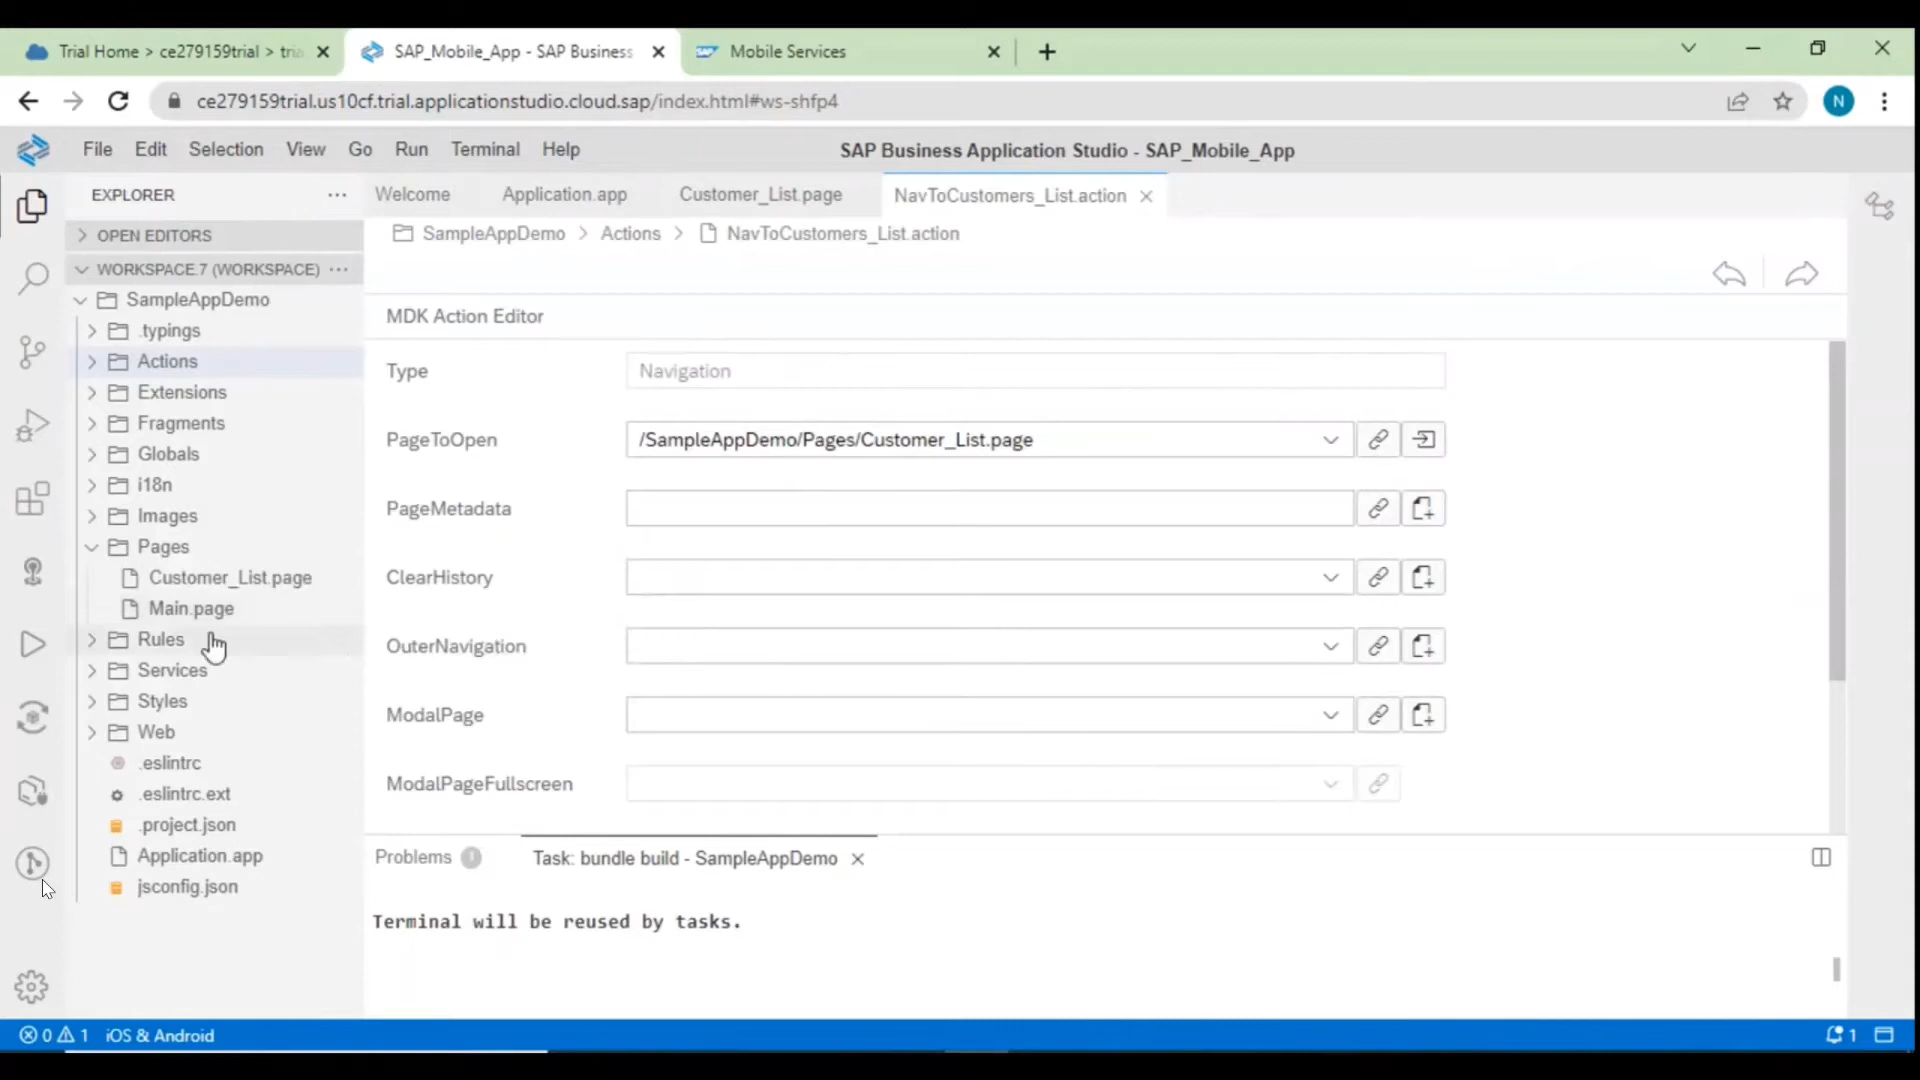 Trial Home > ce279159trial > tria
SAP_Mobile_App - SAP Business
SAP
Mobile Services
ce279159trial.us10cf.trial.applicationstudio.cloud.sap/index.html#ws-shfp4
N
File Edit Selection View Go Run Terminal Help
SAP Business Application Studio - SAP_Mobile_App
EXPLORER
OPEN EDITORS
WORKSPACE.7 (WORKSPACE)
SampleAppDemo
.typings
Actions
Extensions
Fragments
Globals
i18n
Images
Pages
Customer_List.page
Main.page
Rules
Services
Styles
Web
.eslintrc
.eslintrc.ext
.project.json
Application.app
jsconfig.json
Welcome Application.app Customer_List.page NavToCustomers_List.action
SampleAppDemo > Actions > NavToCustomers_List.action
MDK Action Editor
Type Navigation
PageToOpen /SampleAppDemo/Pages/Customer_List.page
PageMetadata
ClearHistory
OuterNavigation
ModalPage
ModalPageFullscreen
Problems 1 Task: bundle build - SampleAppDemo
Terminal will be reused by tasks.
0 1 iOS & Android
1